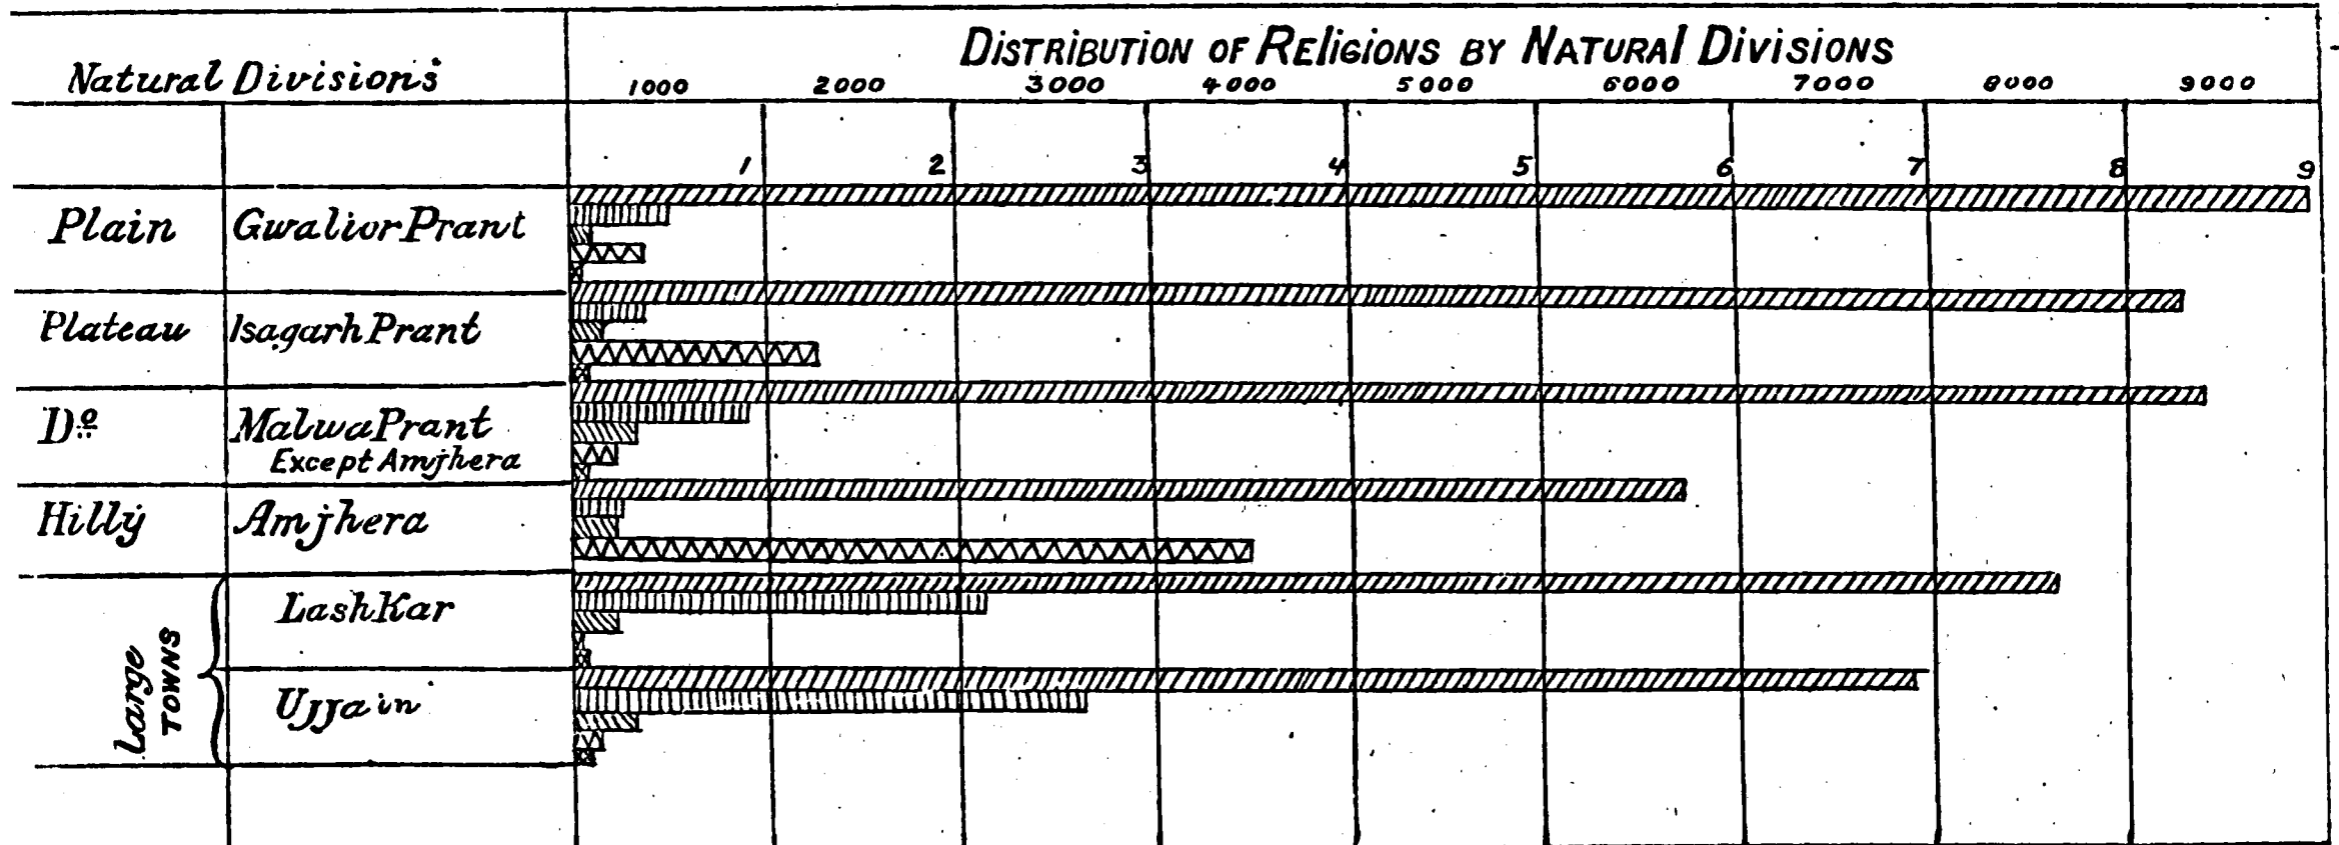 DISTRIBUTION OF RELIGIONS BY NATURAL DIVISIONS
Natural Divisions
1000 2000 3000 4000 5000 6000 7000 8000 9000
1 2 3 4 5 6 7 8 9
Plain Gwalior Prant
Plateau Isagarh Prant
Dº Malwa Prant
Except Amjhera
Hilly Amjhera
Large
TOWNS
LashKar
Ujjain